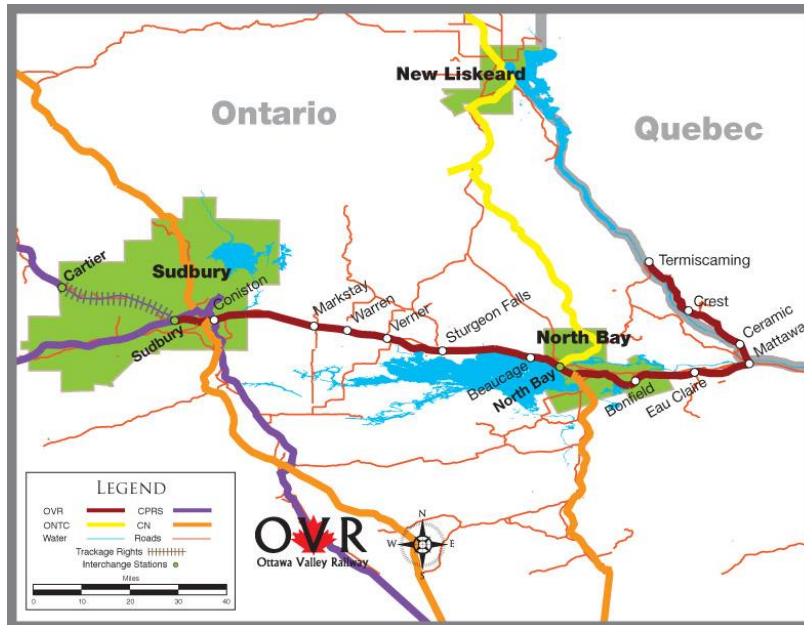 New Liskeard
Ontario
Quebec
Cartier
Sudbury
Coniston
Sudbury
Markstay
Warren
Verner
Sturgeon Falls
Termiscaming
Crest
Ceramic
Mattawa
North Bay
Beaucage
North Bay
Bonfield
Eau Claire
LEGEND
OVR CPRS
ONTC CN
Water Roads
Trackage Rights
Interchange Stations
Miles
0 10 20 30 40
OVR
Ottawa Valley Railway
N
W E
S